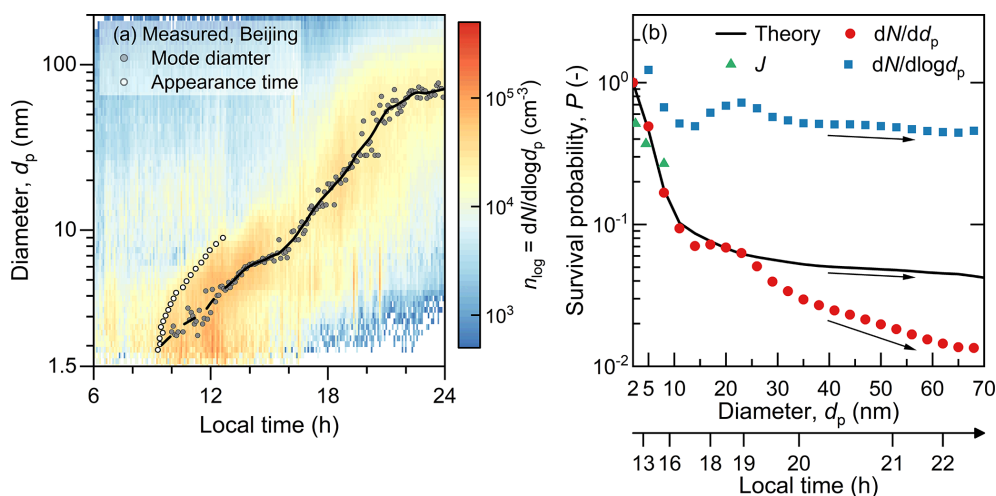 (a) Measured, Beijing
Mode diamter
Appearance time
100
10
1.5
Diameter, dₚ (nm)
6 12 18 24
Local time (h)
10⁵
10⁴
10³
nₗₒg = dN/dlogdₚ (cm⁻³)
(b)
Theory
dN/ddₚ
J
dN/dlogdₚ
10⁰
10⁻¹
10⁻²
Survival probability, P (-)
2 5 10 20 30 40 50 60 70
Diameter, dₚ (nm)
13 16 18 19 20 21 22
Local time (h)